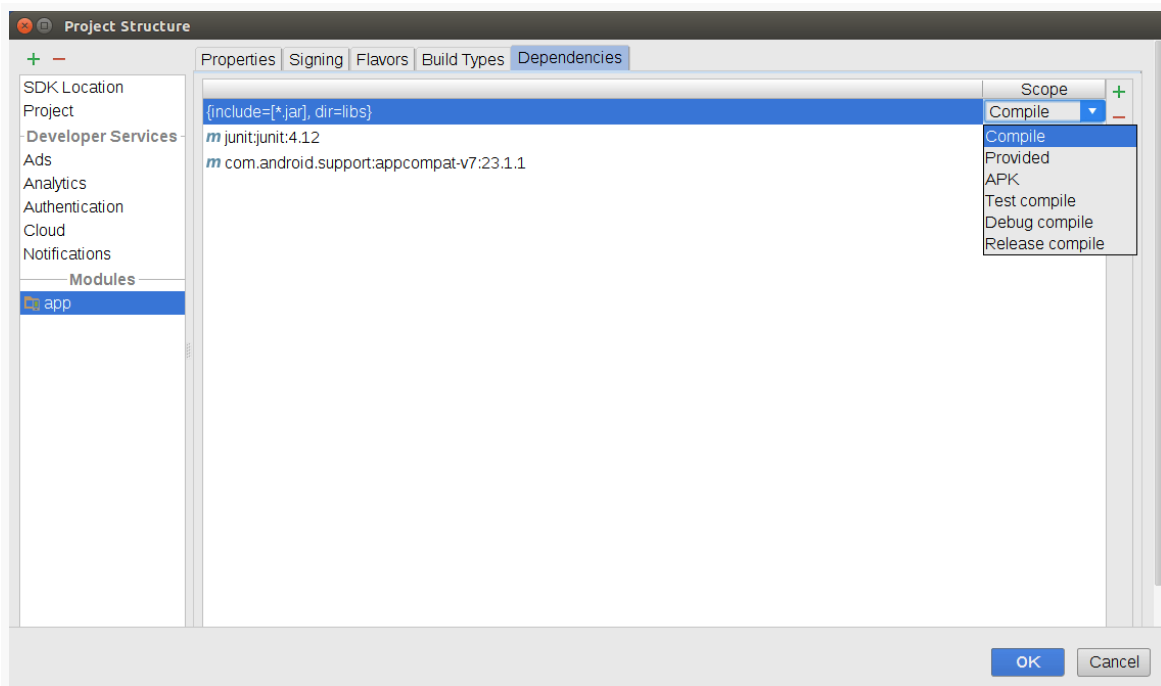 Project Structure
Properties Signing Flavors Build Types Dependencies
SDK Location
Project
Developer Services
Ads
Analytics
Authentication
Cloud
Notifications
Modules
app
Scope
{include=[*.jar], dir=libs} Compile
m junit:junit:4.12
m com.android.support:appcompat-v7:23.1.1
Compile
Provided
APK
Test compile
Debug compile
Release compile
OK Cancel